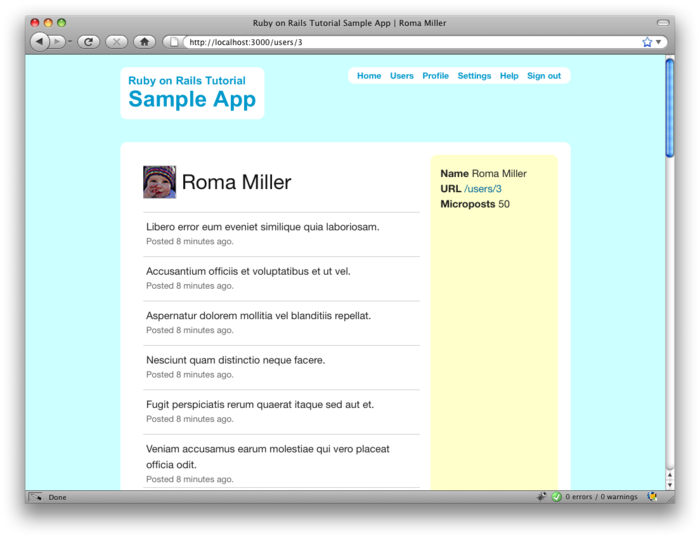 Ruby on Rails Tutorial Sample App | Roma Miller
http://localhost:3000/users/3
Ruby on Rails Tutorial
Sample App
Home Users Profile Settings Help Sign out
Roma Miller
Libero error eum eveniet similique quia laboriosam.
Posted 8 minutes ago.
Accusantium officiis et voluptatibus et ut vel.
Posted 8 minutes ago.
Aspernatur dolorem mollitia vel blanditiis repellat.
Posted 8 minutes ago.
Nesciunt quam distinctio neque facere.
Posted 8 minutes ago.
Fugit perspiciatis rerum quaerat itaque sed aut et.
Posted 8 minutes ago.
Veniam accusamus earum molestiae qui vero placeat
officia odit.
Posted 8 minutes ago.
Name Roma Miller
URL /users/3
Microposts 50
Done
0 errors / 0 warnings